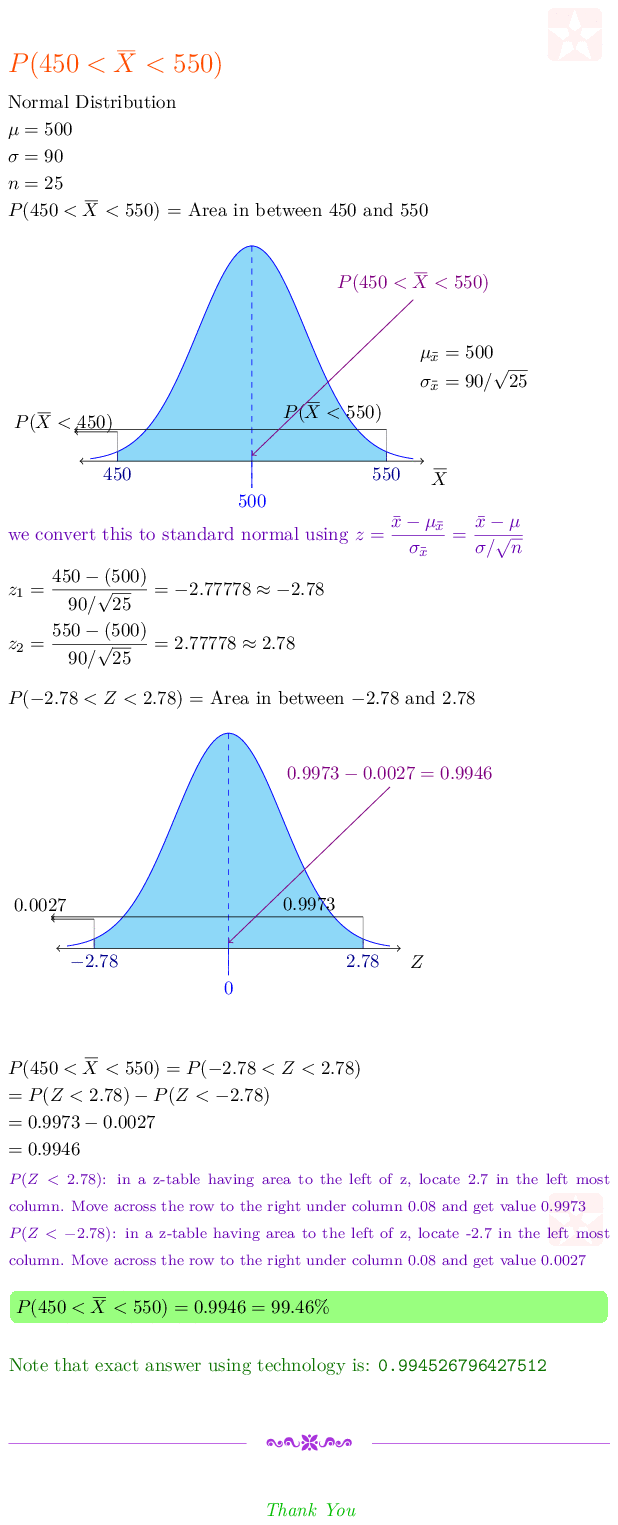 P(450 < X̅ < 550)
Normal Distribution
μ = 500
σ = 90
n = 25
P(450 < X̅ < 550) = Area in between 450 and 550
P(450 < X̅ < 550)
μ_x̄ = 500
σ_x̄ = 90/√25
P(X̅ < 550)
P(X̅ < 450)
450
550
X̅
500
we convert this to standard normal using z = (x̄ − μ_x̄)/σ_x̄ = (x̄ − μ)/(σ/√n)
z₁ = (450 − (500))/(90/√25) = −2.77778 ≈ −2.78
z₂ = (550 − (500))/(90/√25) = 2.77778 ≈ 2.78
P(−2.78 < Z < 2.78) = Area in between −2.78 and 2.78
0.9973 − 0.0027 = 0.9946
0.0027
0.9973
−2.78
2.78
Z
0
P(450 < X̅ < 550) = P(−2.78 < Z < 2.78)
= P(Z < 2.78) − P(Z < −2.78)
= 0.9973 − 0.0027
= 0.9946
P(Z < 2.78): in a z-table having area to the left of z, locate 2.7 in the left most
column. Move across the row to the right under column 0.08 and get value 0.9973
P(Z < −2.78): in a z-table having area to the left of z, locate -2.7 in the left most
column. Move across the row to the right under column 0.08 and get value 0.0027
P(450 < X̅ < 550) = 0.9946 = 99.46%
Note that exact answer using technology is: 0.994526796427512
Thank You